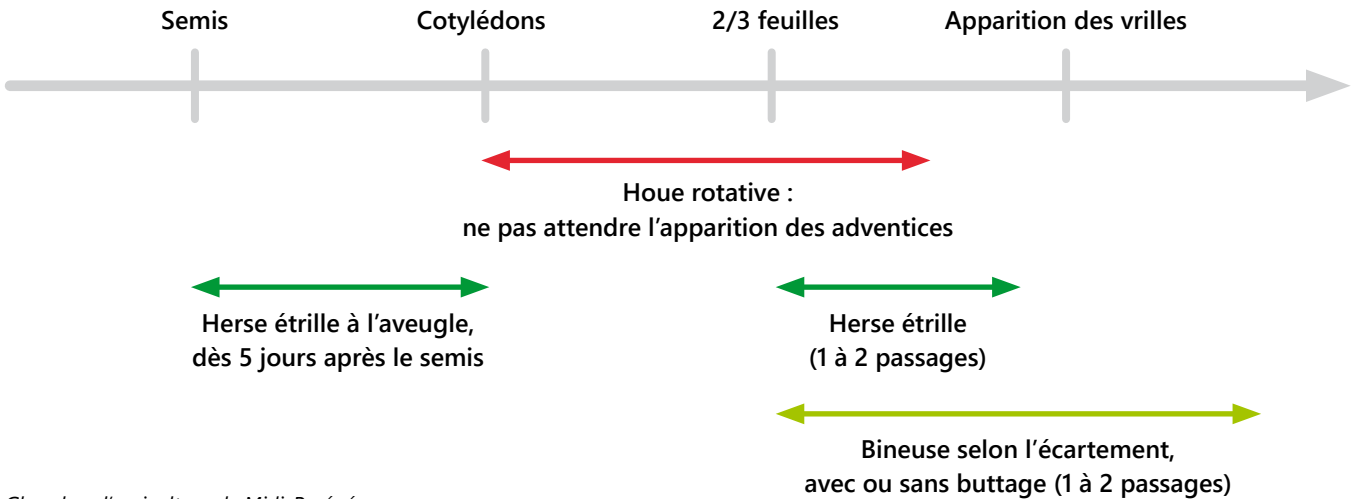 Semis
Cotylédons
2/3 feuilles
Apparition des vrilles
Houe rotative :
ne pas attendre l’apparition des adventices
Herse étrille à l’aveugle,
dès 5 jours après le semis
Herse étrille
(1 à 2 passages)
Bineuse selon l’écartement,
avec ou sans buttage (1 à 2 passages)